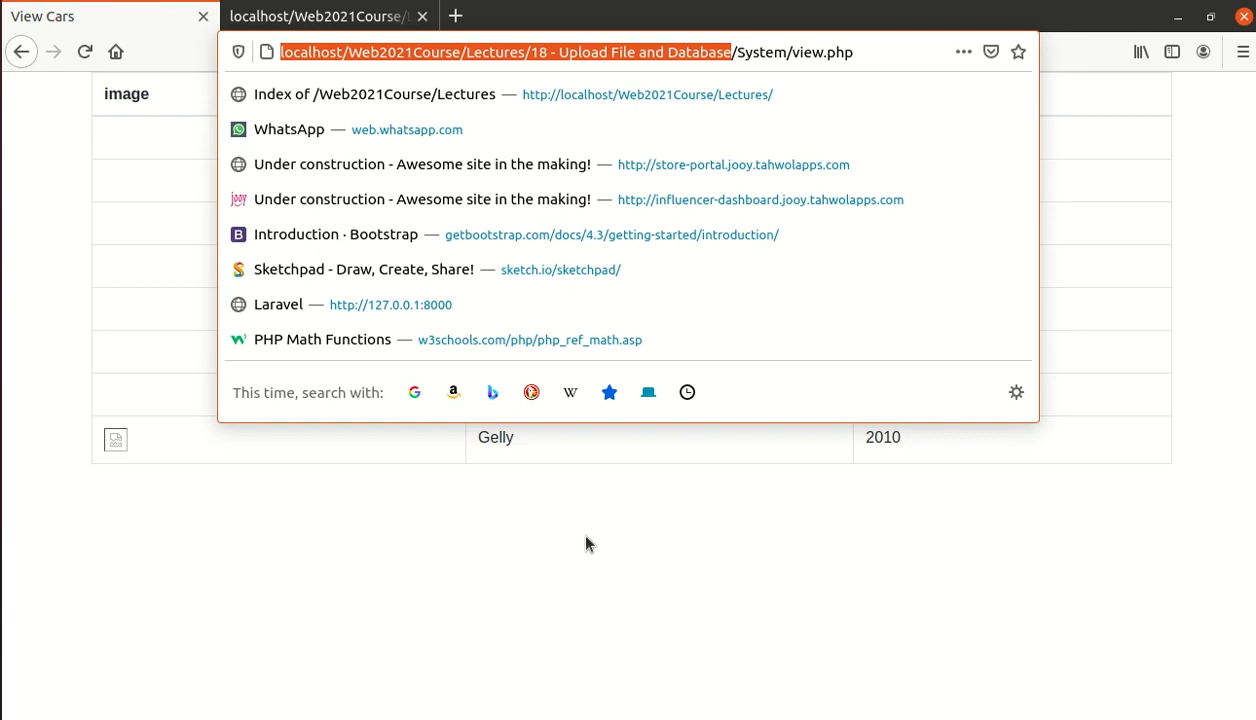 View Cars
localhost/Web2021Course/
localhost/Web2021Course/Lectures/18 - Upload File and Database/System/view.php
image
Index of /Web2021Course/Lectures — http://localhost/Web2021Course/Lectures/
WhatsApp — web.whatsapp.com
Under construction - Awesome site in the making! — http://store-portal.jooy.tahwolapps.com
jooy Under construction - Awesome site in the making! — http://influencer-dashboard.jooy.tahwolapps.com
B Introduction · Bootstrap — getbootstrap.com/docs/4.3/getting-started/introduction/
Sketchpad - Draw, Create, Share! — sketch.io/sketchpad/
Laravel — http://127.0.0.1:8000
PHP Math Functions — w3schools.com/php/php_ref_math.asp
This time, search with: G a b W
Gelly 2010